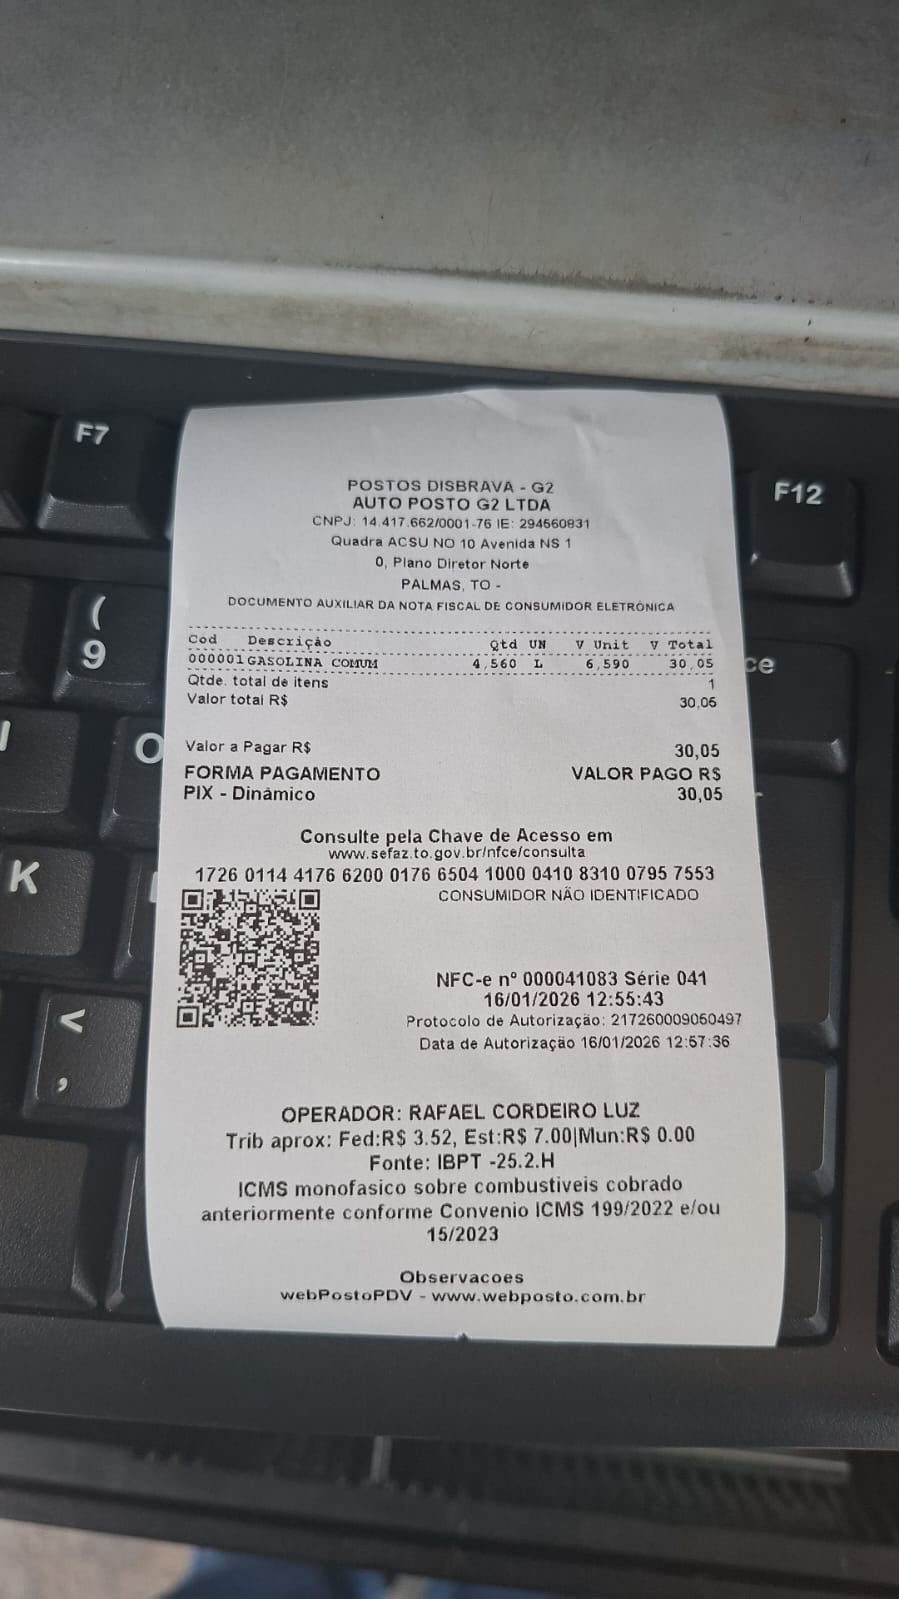 POSTOS DISBRAVA - G2
AUTO POSTO G2 LTDA
CNPJ: 14.417.662/0001-76 IE: 294560831
Quadra ACSU NO 10 Avenida NS 1
0, Plano Diretor Norte
PALMAS, TO -
DOCUMENTO AUXILIAR DA NOTA FISCAL DE CONSUMIDOR ELETRÔNICA
Cód Descrição Qtd UN V Unit V Total
000001 GASOLINA COMUM 4,560 L 6,590 30,05
Qtde. total de itens 1
Valor total R$ 30,05
Valor a Pagar R$ 30,05
FORMA PAGAMENTO VALOR PAGO R$
PIX - Dinâmico 30,05
Consulte pela Chave de Acesso em
www.sefaz.to.gov.br/nfce/consulta
1726 0114 4176 6200 0176 6504 1000 0410 8310 0795 7553
CONSUMIDOR NÃO IDENTIFICADO
NFC-e nº 000041083 Série 041
16/01/2026 12:55:43
Protocolo de Autorização: 217260009050497
Data de Autorização 16/01/2026 12:57:36
OPERADOR: RAFAEL CORDEIRO LUZ
Trib aprox: Fed:R$ 3.52, Est:R$ 7.00|Mun:R$ 0.00
Fonte: IBPT -25.2.H
ICMS monofasico sobre combustiveis cobrado
anteriormente conforme Convenio ICMS 199/2022 e/ou
15/2023
Observacoes
webPostoPDV - www.webposto.com.br
F7
F12
(
9
ce
O
K
<
,